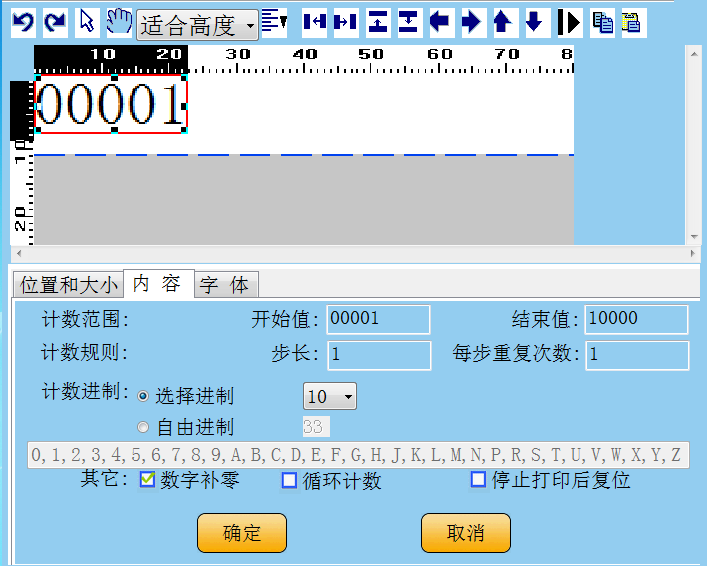 适合高度
10 20 30 40 50 60 70 8
00001
10
20
位置和大小 内 容 字 体
计数范围: 开始值: 00001 结束值: 10000
计数规则: 步长: 1 每步重复次数: 1
计数进制: 选择进制 10
自由进制 33
0,1,2,3,4,5,6,7,8,9,A,B,C,D,E,F,G,H,J,K,L,M,N,P,R,S,T,U,V,W,X,Y,Z
其它: 数字补零 循环计数 停止打印后复位
确定 取消